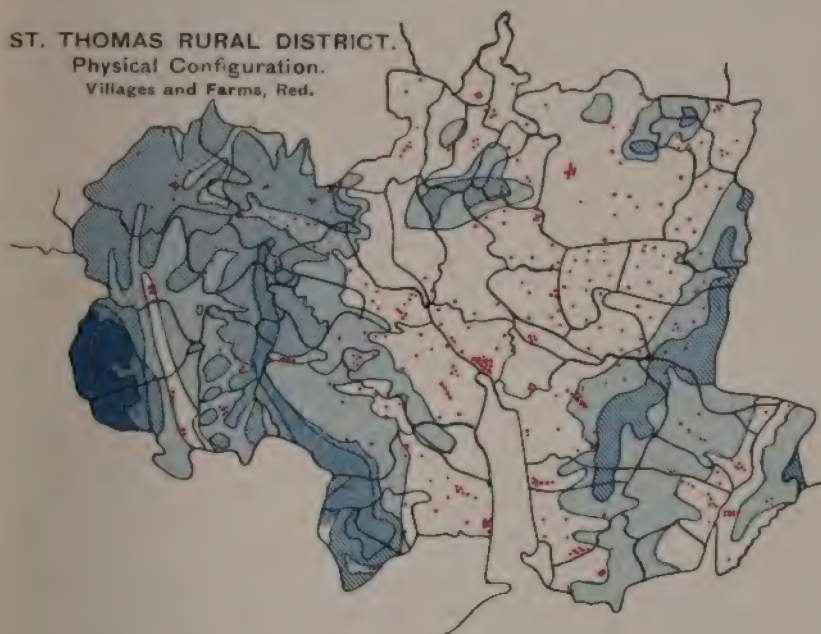 ST. THOMAS RURAL DISTRICT.
Physical Configuration.
Villages and Farms, Red.